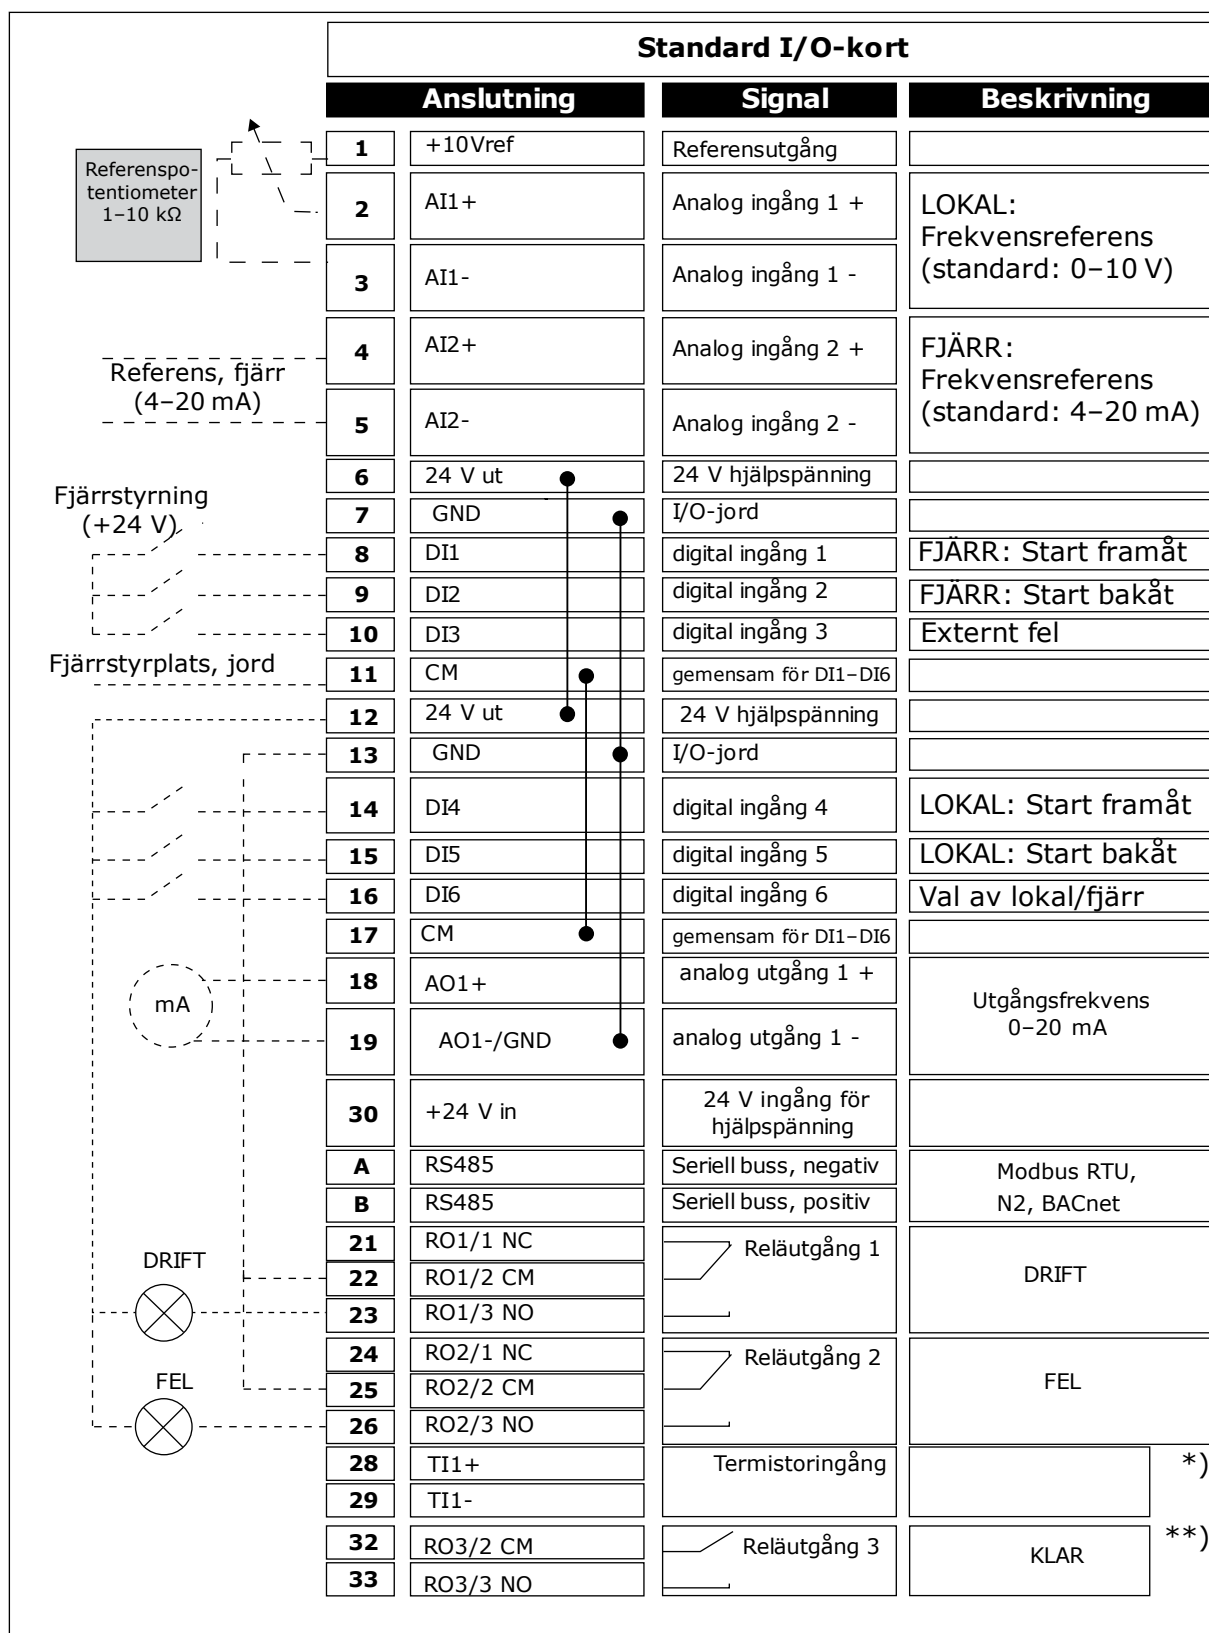 Standard I/O-kort
Anslutning Signal Beskrivning
Referenspo-
tentiometer
1–10 kΩ
1 +10Vref Referensutgång
2 AI1+ Analog ingång 1 +
3 AI1- Analog ingång 1 -
LOKAL:
Frekvensreferens
(standard: 0–10 V)
Referens, fjärr
(4–20 mA)
4 AI2+ Analog ingång 2 +
5 AI2- Analog ingång 2 -
FJÄRR:
Frekvensreferens
(standard: 4–20 mA)
6 24 V ut 24 V hjälpspänning
Fjärrstyrning
(+24 V)
7 GND I/O-jord
8 DI1 digital ingång 1 FJÄRR: Start framåt
9 DI2 digital ingång 2 FJÄRR: Start bakåt
10 DI3 digital ingång 3 Externt fel
Fjärrstyrplats, jord
11 CM gemensam för DI1–DI6
12 24 V ut 24 V hjälpspänning
13 GND I/O-jord
14 DI4 digital ingång 4 LOKAL: Start framåt
15 DI5 digital ingång 5 LOKAL: Start bakåt
16 DI6 digital ingång 6 Val av lokal/fjärr
17 CM gemensam för DI1–DI6
mA
18 AO1+ analog utgång 1 +
19 AO1-/GND analog utgång 1 -
Utgångsfrekvens
0–20 mA
30 +24 V in 24 V ingång för
hjälpspänning
A RS485 Seriell buss, negativ
B RS485 Seriell buss, positiv
Modbus RTU,
N2, BACnet
DRIFT
21 RO1/1 NC Reläutgång 1
22 RO1/2 CM DRIFT
23 RO1/3 NO
FEL
24 RO2/1 NC Reläutgång 2
25 RO2/2 CM FEL
26 RO2/3 NO
28 TI1+ Termistoringång *)
29 TI1-
32 RO3/2 CM Reläutgång 3 KLAR **)
33 RO3/3 NO